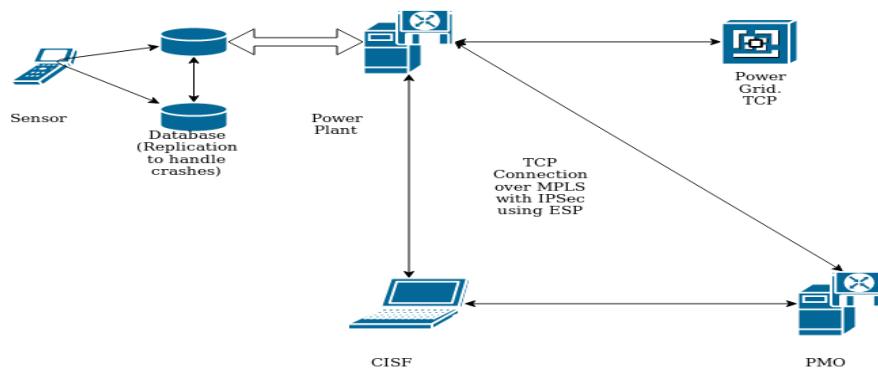 Sensor
Database
(Replication
to handle
crashes)
Power
Plant
Power
Grid.
TCP
TCP
Connection
over MPLS
with IPSec
using ESP
CISF
PMO